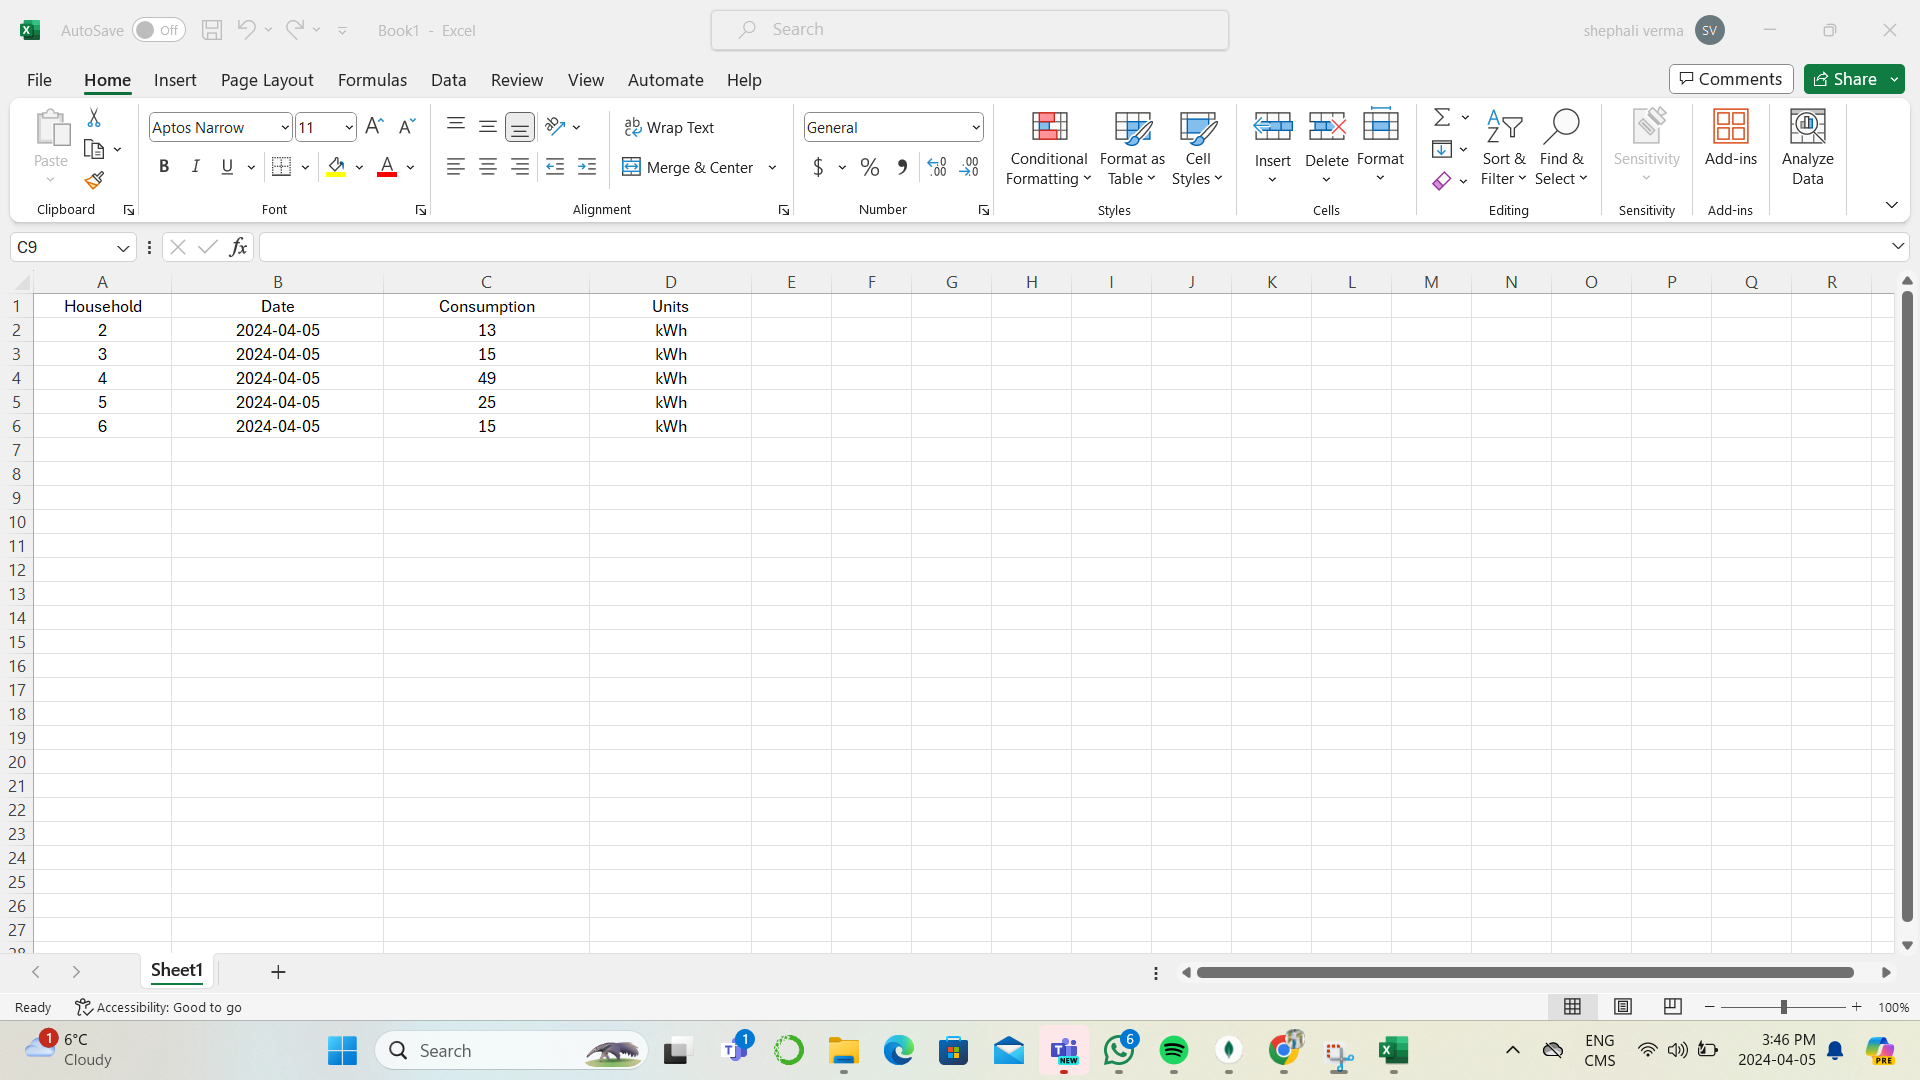 AutoSave Off Book1 - Excel Search shephali verma SV
File Home Insert Page Layout Formulas Data Review View Automate Help Comments Share
Paste
Clipboard
Aptos Narrow 11
B I U A
Font
Wrap Text
Merge & Center
Alignment
General
$ % 9 .00
Number
Conditional Formatting
Format as Table
Cell Styles
Styles
Insert Delete Format
Cells
Sort & Filter
Find & Select
Editing
Sensitivity
Sensitivity
Add-ins
Add-ins
Analyze Data
C9 fx
A B C D E F G H I J K L M N O P Q R
1 Household Date Consumption Units
2 2 2024-04-05 13 kWh
3 3 2024-04-05 15 kWh
4 4 2024-04-05 49 kWh
5 5 2024-04-05 25 kWh
6 6 2024-04-05 15 kWh
7
8
9
10
11
12
13
14
15
16
17
18
19
20
21
22
23
24
25
26
27
28
Sheet1
Ready Accessibility: Good to go 100%
1 6°C
Cloudy
Search
1
NEW
6
ENG
CMS
3:46 PM
2024-04-05
PRE